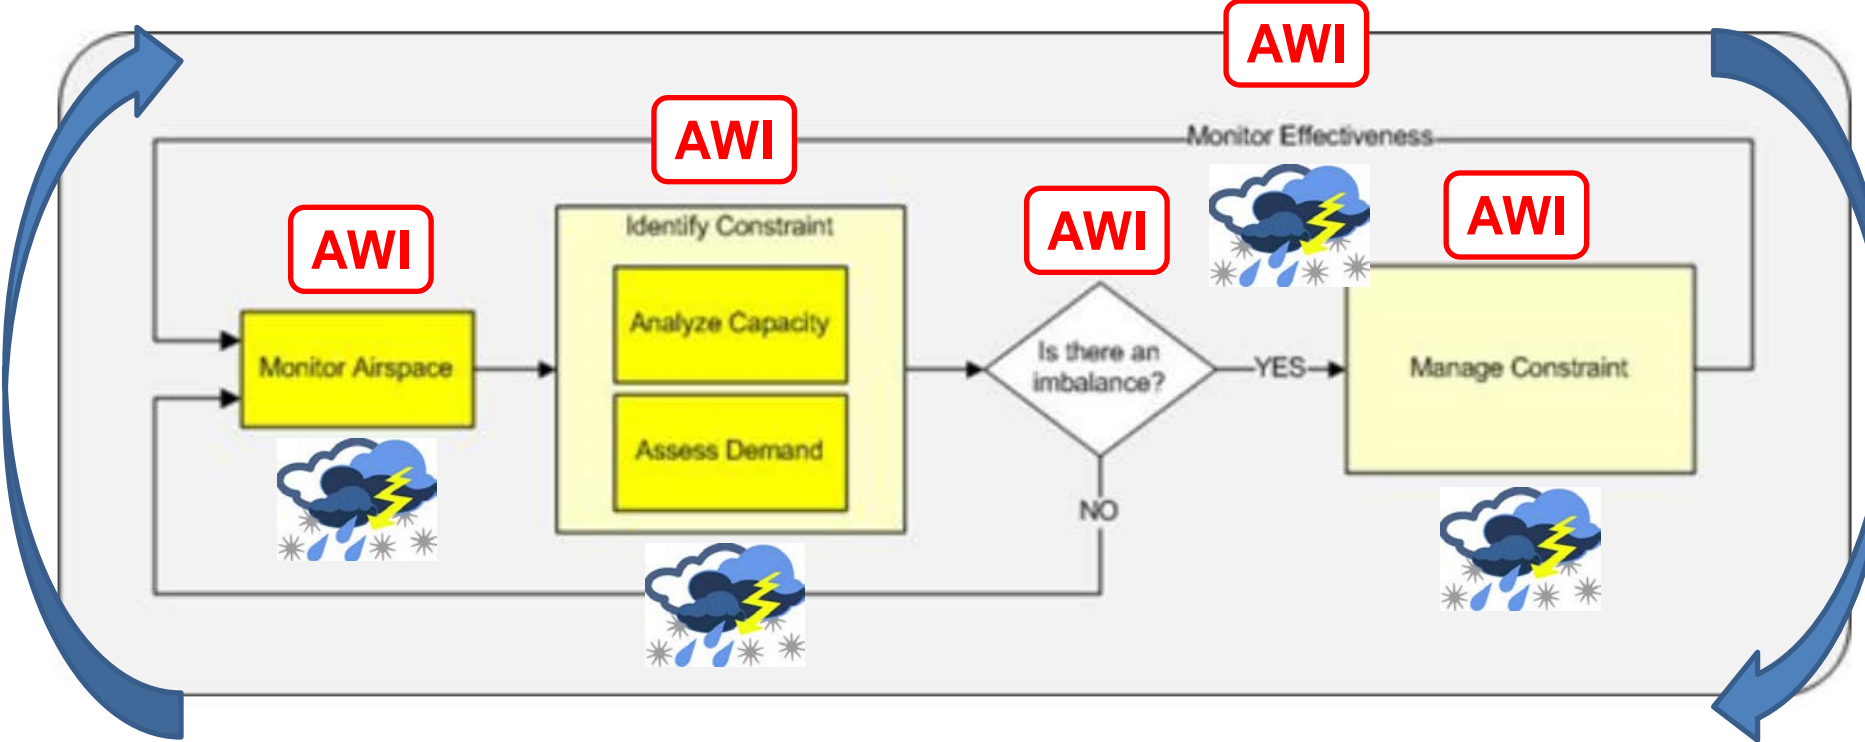 AWI
AWI
Monitor Effectiveness
AWI
AWI
AWI
Identify Constraint
Analyze Capacity
Monitor Airspace
Is there an
imbalance?
YES
Manage Constraint
Assess Demand
NO